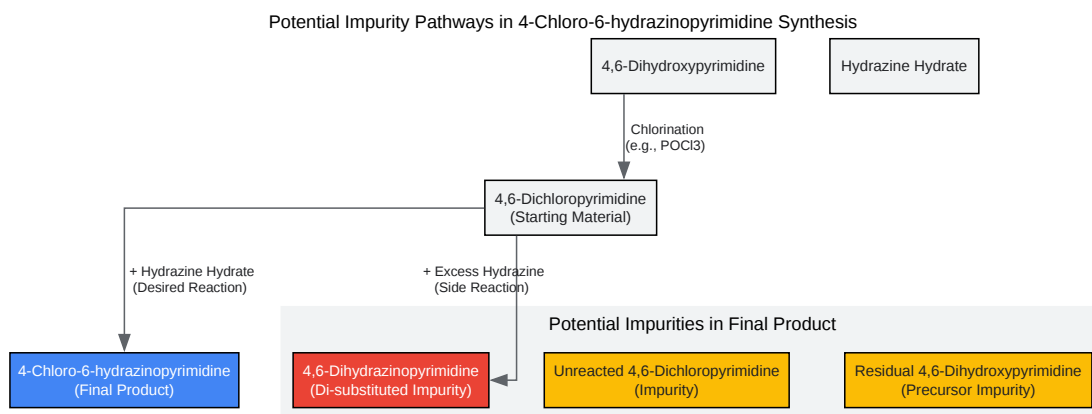 Potential Impurity Pathways in 4-Chloro-6-hydrazinopyrimidine Synthesis
4,6-Dihydroxypyrimidine
Hydrazine Hydrate
Chlorination
(e.g., POCl3)
4,6-Dichloropyrimidine
(Starting Material)
+ Hydrazine Hydrate
(Desired Reaction)
+ Excess Hydrazine
(Side Reaction)
Potential Impurities in Final Product
4-Chloro-6-hydrazinopyrimidine
(Final Product)
4,6-Dihydrazinopyrimidine
(Di-substituted Impurity)
Unreacted 4,6-Dichloropyrimidine
(Impurity)
Residual 4,6-Dihydroxypyrimidine
(Precursor Impurity)